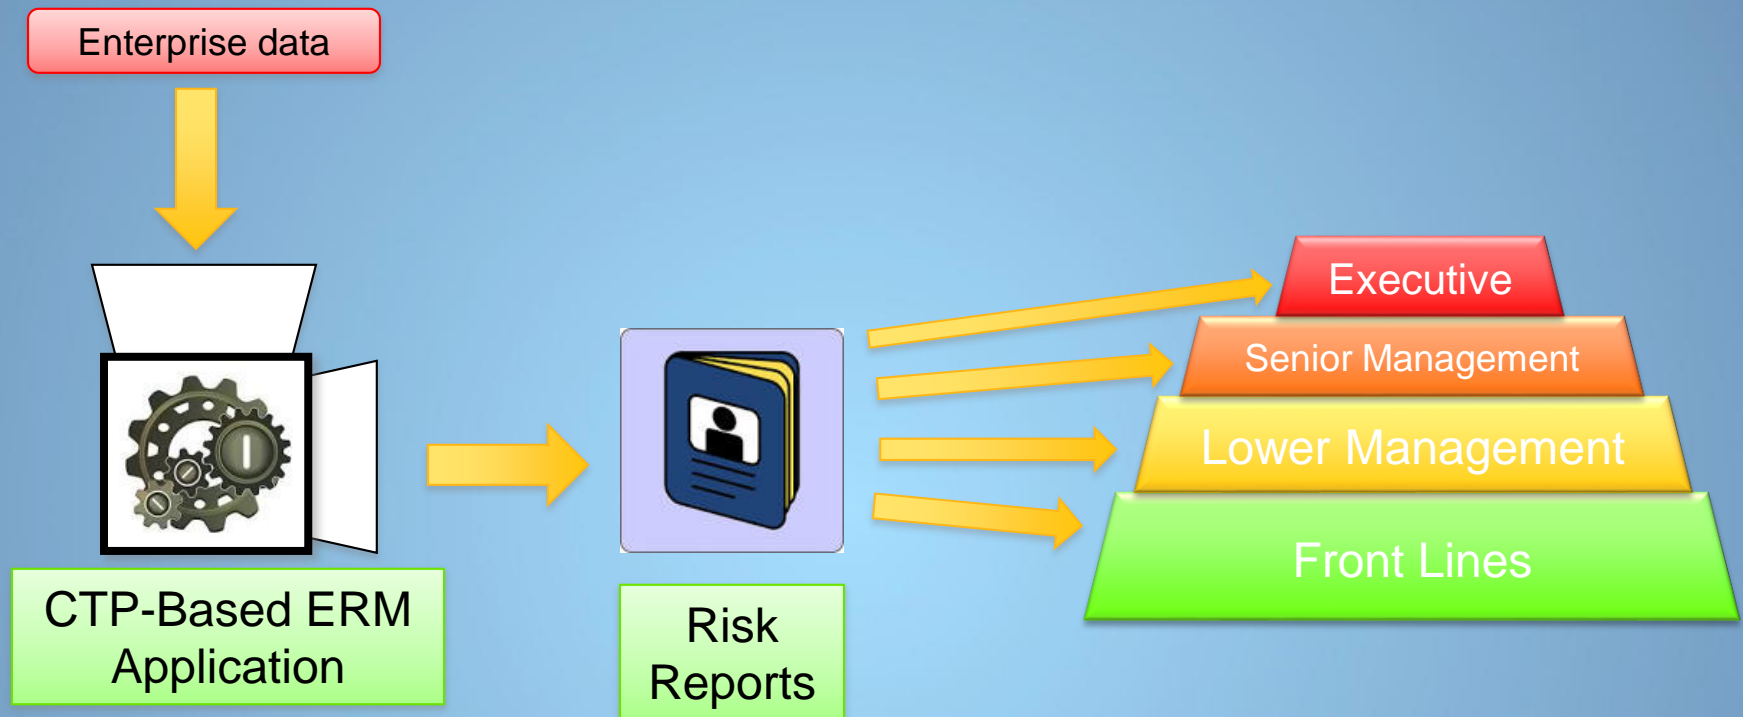 Enterprise data
Executive
Senior Management
Lower Management
Front Lines
CTP-Based ERM
Application
Risk
Reports